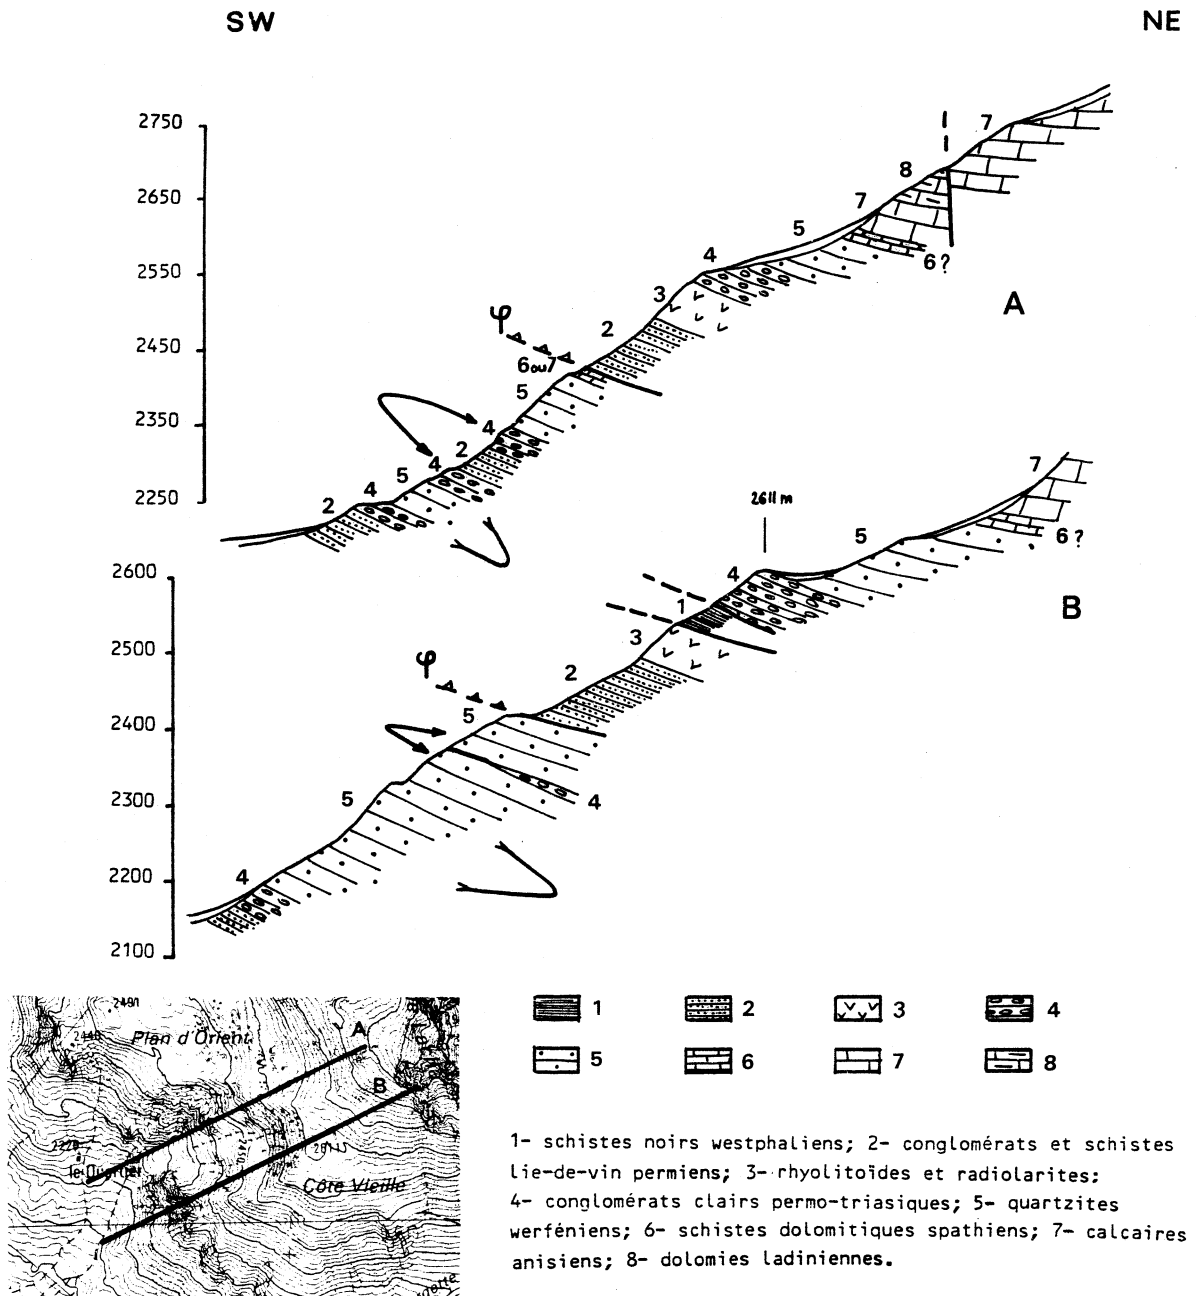 SW
NE
2750
2650
2550
2450
2350
2250
7
8
7
5
6?
4
3
A
φ
2
6ou7
5
4
2
4
5
4
2
2611 m
7
5
6?
2600
2500
2400
2300
2200
2100
4
1
B
3
2
φ
5
5
4
4
2491
Plan d'Orient
A
B
le Quartier
Côte Vieille
1
2
3
4
5
6
7
8
1- schistes noirs westphaliens; 2- conglomérats et schistes
lie-de-vin permiens; 3- rhyolitoïdes et radiolarites;
4- conglomérats clairs permo-triasiques; 5- quartzites
werféniens; 6- schistes dolomitiques spathiens; 7- calcaires
anisiens; 8- dolomies ladiniennes.